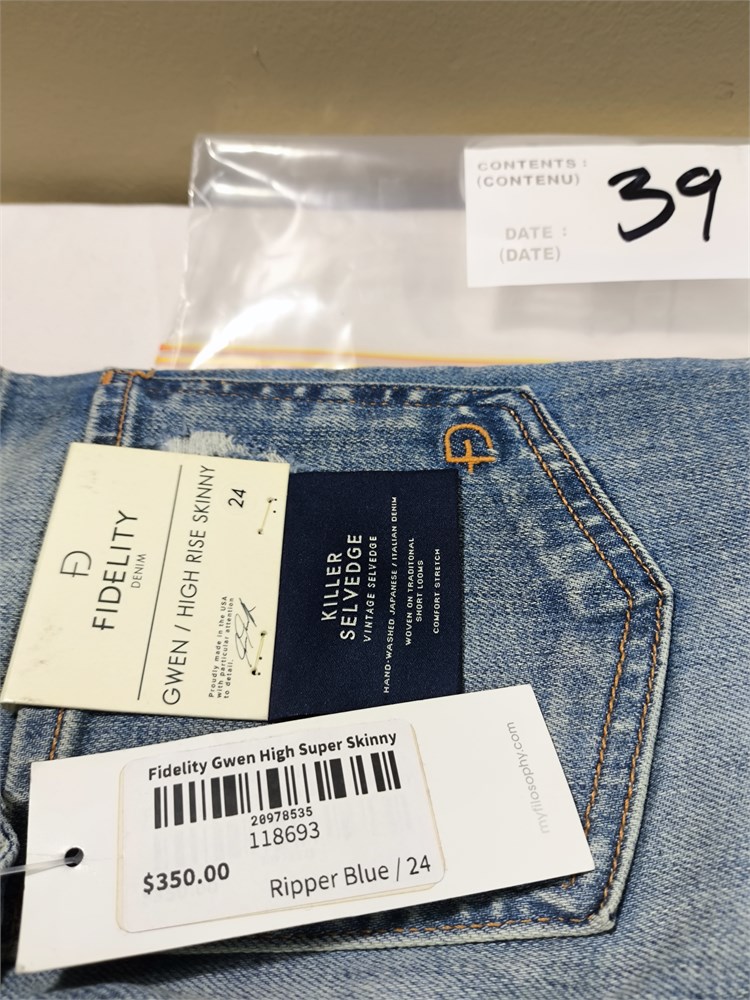 CONTENTS :
(CONTENU)
39
DATE :
(DATE)
FIDELITY
DENIM
GWEN / HIGH RISE SKINNY
24
Proudly made in the USA
with particular attention
to detail.
KILLER
SELVEDGE
VINTAGE SELVEDGE
HAND-WASHED JAPANESE / ITALIAN DENIM
WOVEN ON TRADITIONAL
SHORT LOOMS
COMFORT STRETCH
Fidelity Gwen High Super Skinny
20978535
118693
$350.00
Ripper Blue / 24
myfilosophy.com